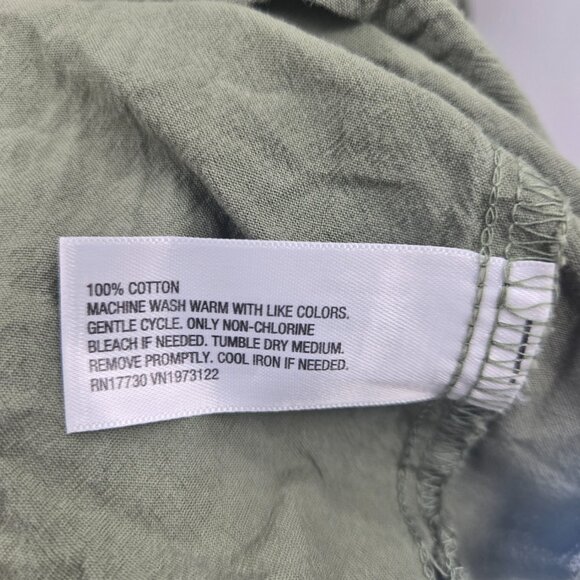 100% COTTON
MACHINE WASH WARM WITH LIKE COLORS.
GENTLE CYCLE. ONLY NON-CHLORINE
BLEACH IF NEEDED. TUMBLE DRY MEDIUM.
REMOVE PROMPTLY. COOL IRON IF NEEDED.
RN17730 VN1973122